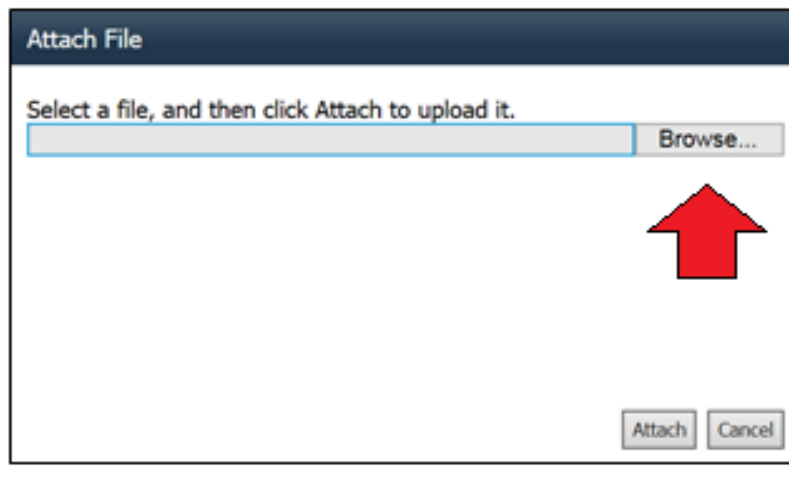 Attach File
Select a file, and then click Attach to upload it.
Browse...
Attach Cancel